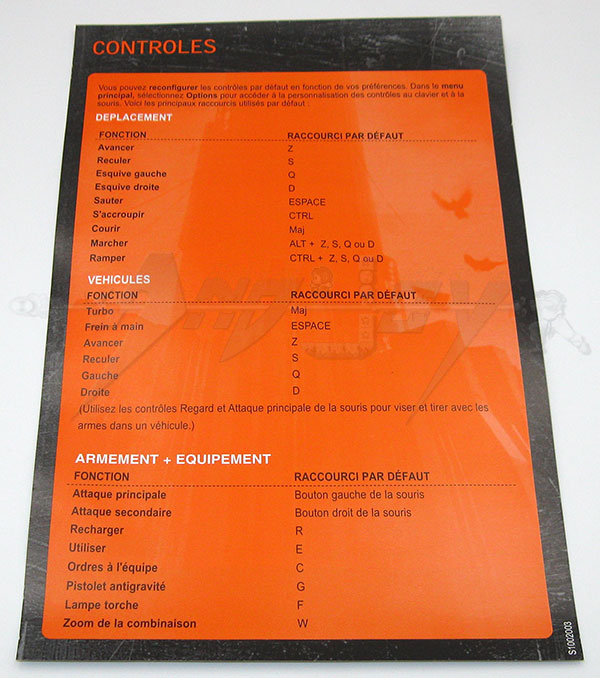 CONTROLES
Vous pouvez reconfigurer les contrôles par défaut en fonction de vos préférences. Dans le menu
principal, sélectionnez Options pour accéder à la personnalisation des contrôles au clavier et à la
souris. Voici les principaux raccourcis utilisés par défaut :
DEPLACEMENT
FONCTION RACCOURCI PAR DÉFAUT
Avancer Z
Reculer S
Esquive gauche Q
Esquive droite D
Sauter ESPACE
S'accroupir CTRL
Courir Maj
Marcher ALT + Z, S, Q ou D
Ramper CTRL + Z, S, Q ou D
VEHICULES
FONCTION RACCOURCI PAR DÉFAUT
Turbo Maj
Frein à main ESPACE
Avancer Z
Reculer S
Gauche Q
Droite D
(Utilisez les contrôles Regard et Attaque principale de la souris pour viser et tirer avec les
armes dans un véhicule.)
ARMEMENT + EQUIPEMENT
FONCTION RACCOURCI PAR DÉFAUT
Attaque principale Bouton gauche de la souris
Attaque secondaire Bouton droit de la souris
Recharger R
Utiliser E
Ordres à l'équipe C
Pistolet antigravité G
Lampe torche F
Zoom de la combinaison W
S1002003